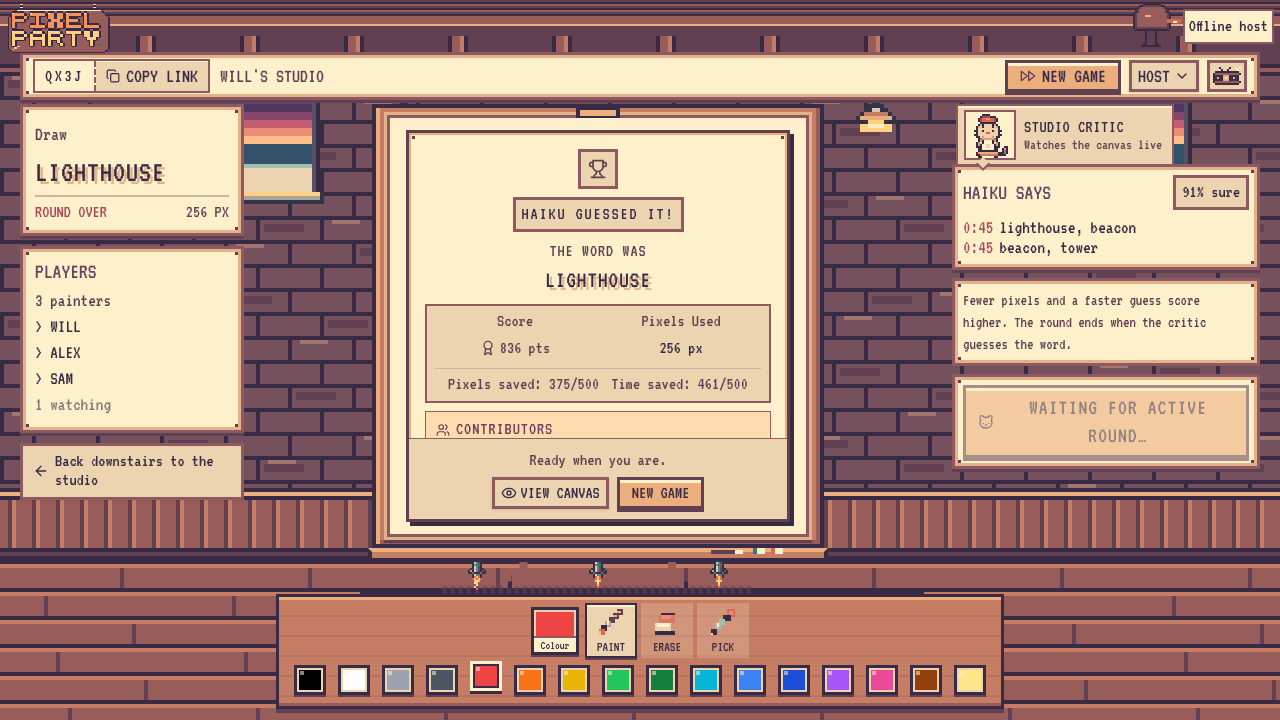 PIXEL PARTY
Offline host
QX3J
COPY LINK
WILL'S STUDIO
NEW GAME
HOST
Draw
LIGHTHOUSE
ROUND OVER
256 PX
PLAYERS
3 painters
> WILL
> ALEX
> SAM
1 watching
Back downstairs to the
studio
HAIKU GUESSED IT!
THE WORD WAS
LIGHTHOUSE
Score
Pixels Used
836 pts
256 px
Pixels saved: 375/500
Time saved: 461/500
CONTRIBUTORS
Ready when you are.
VIEW CANVAS
NEW GAME
STUDIO CRITIC
Watches the canvas live
HAIKU SAYS
91% sure
0:45 lighthouse, beacon
0:45 beacon, tower
Fewer pixels and a faster guess score
higher. The round ends when the critic
guesses the word.
WAITING FOR ACTIVE
ROUND…
Colour
PAINT
ERASE
PICK